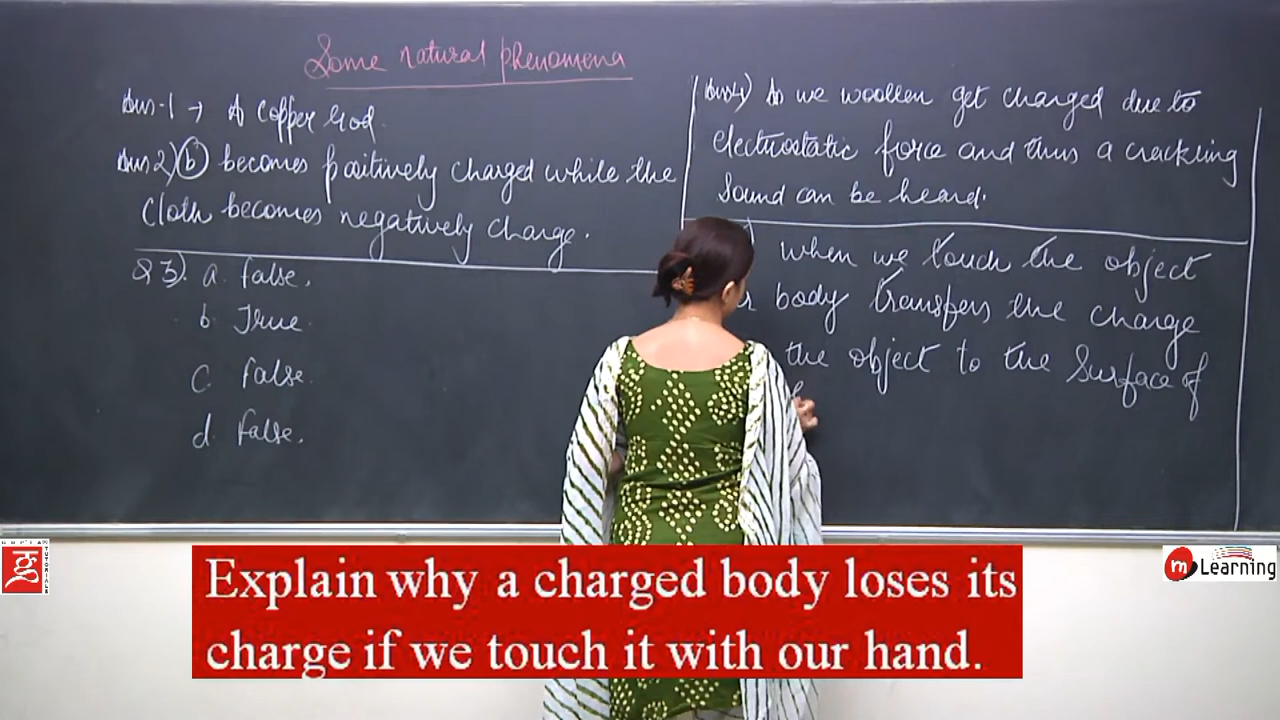 Some natural phenomena
Ans-1 → A copper rod.
Ans 2) (b) becomes positively charged while the
cloth becomes negatively charge.
Q 3). a. false.
b. True.
c. false.
d. false.
Ans 4) As we woollen get charged due to
electrostatic force and thus a crackling
sound can be heard.
when we touch the object
body transfers the charge
the object to the surface of
Explain why a charged body loses its
charge if we touch it with our hand.
m Learning